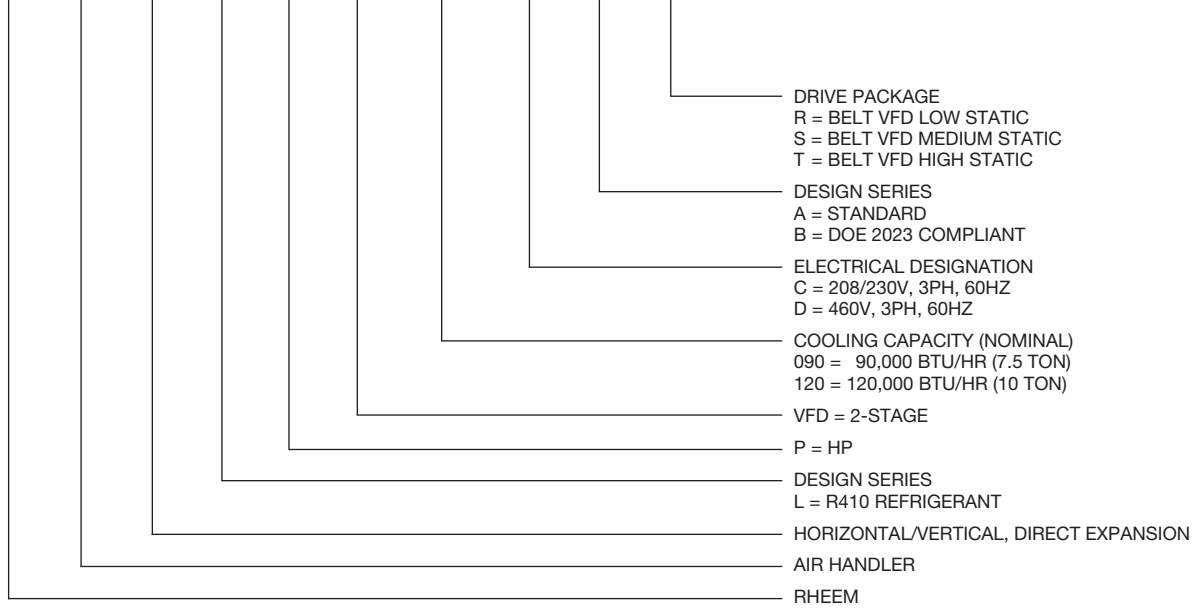 DRIVE PACKAGE
R = BELT VFD LOW STATIC
S = BELT VFD MEDIUM STATIC
T = BELT VFD HIGH STATIC
DESIGN SERIES
A = STANDARD
B = DOE 2023 COMPLIANT
ELECTRICAL DESIGNATION
C = 208/230V, 3PH, 60HZ
D = 460V, 3PH, 60HZ
COOLING CAPACITY (NOMINAL)
090 = 90,000 BTU/HR (7.5 TON)
120 = 120,000 BTU/HR (10 TON)
VFD = 2-STAGE
P = HP
DESIGN SERIES
L = R410 REFRIGERANT
HORIZONTAL/VERTICAL, DIRECT EXPANSION
AIR HANDLER
RHEEM